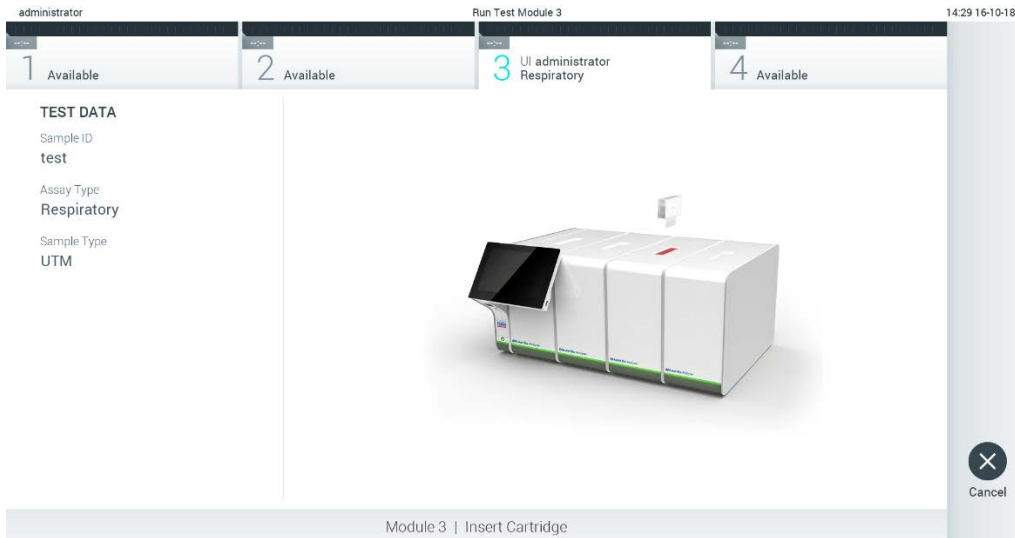 administrator
Run Test Module 3
14:29 16-10-18
--:--
1 Available
--:--
2 Available
--:--
3 UI administrator
Respiratory
--:--
4 Available
TEST DATA
Sample ID
test
Assay Type
Respiratory
Sample Type
UTM
Cancel
Module 3 | Insert Cartridge